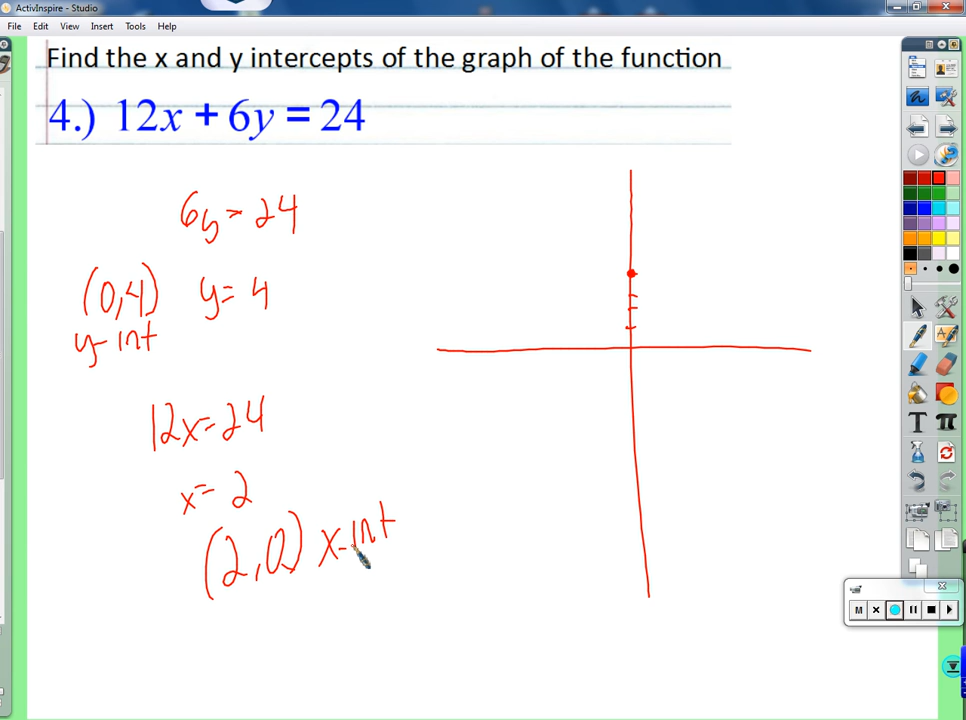 ActivInspire - Studio
File Edit View Insert Tools Help
Find the x and y intercepts of the graph of the function
4.) 12x + 6y = 24
6y = 24
(0,4) y = 4
y-int
12x = 24
x = 2
(2,0) x-int
T π
M